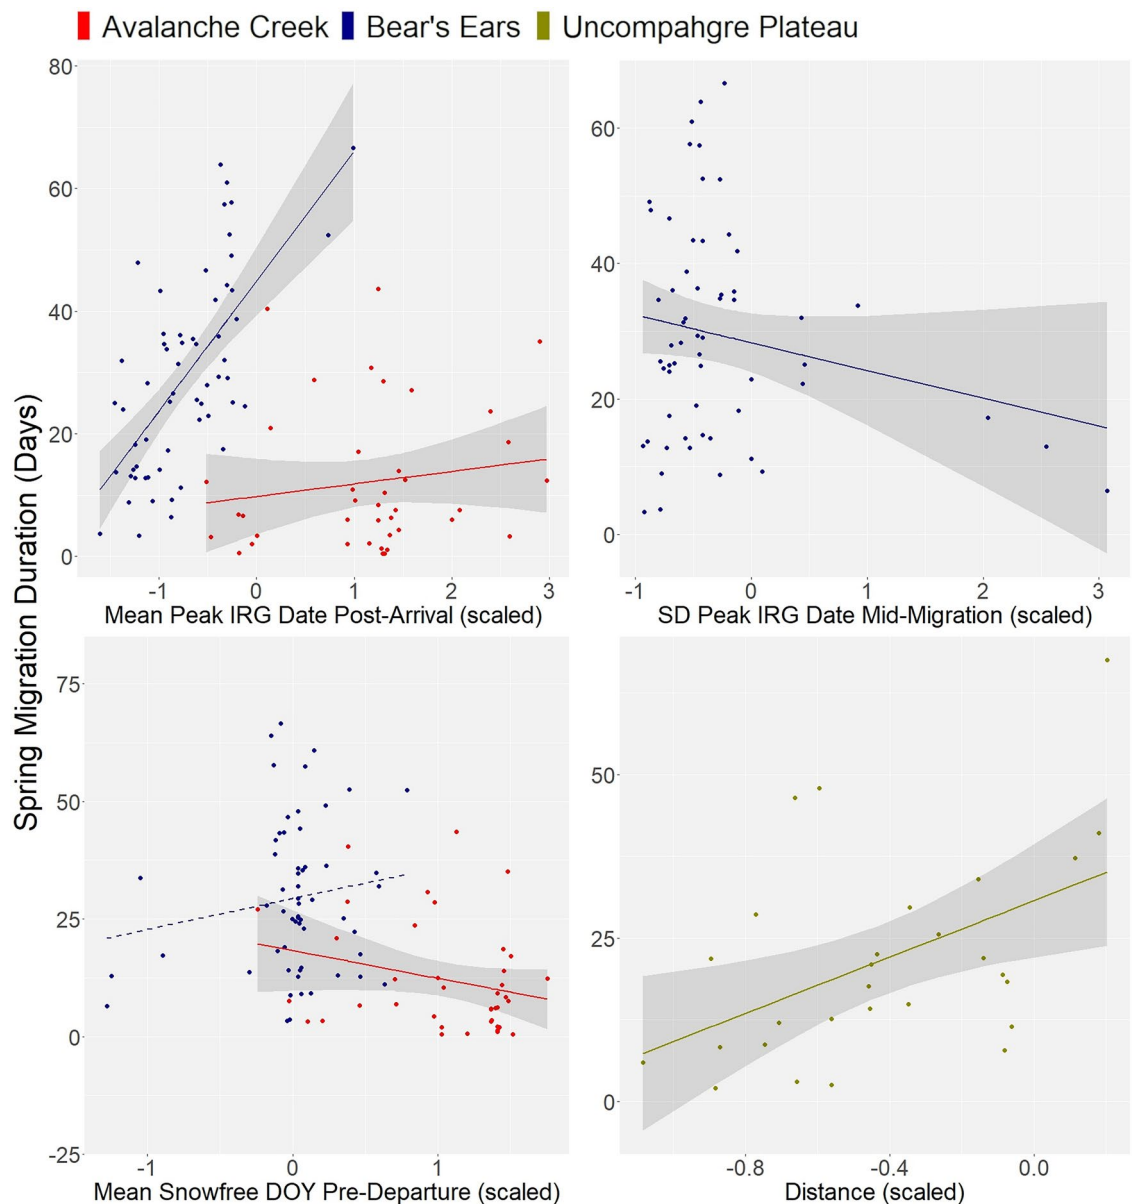 Avalanche Creek Bear's Ears Uncompahgre Plateau
Spring Migration Duration (Days)
80
60
40
20
0
-1 0 1 2 3
Mean Peak IRG Date Post-Arrival (scaled)
60
40
20
0
-1 0 1 2 3
SD Peak IRG Date Mid-Migration (scaled)
75
50
25
0
-25
-1 0 1
Mean Snowfree DOY Pre-Departure (scaled)
50
25
0
-0.8 -0.4 0.0
Distance (scaled)